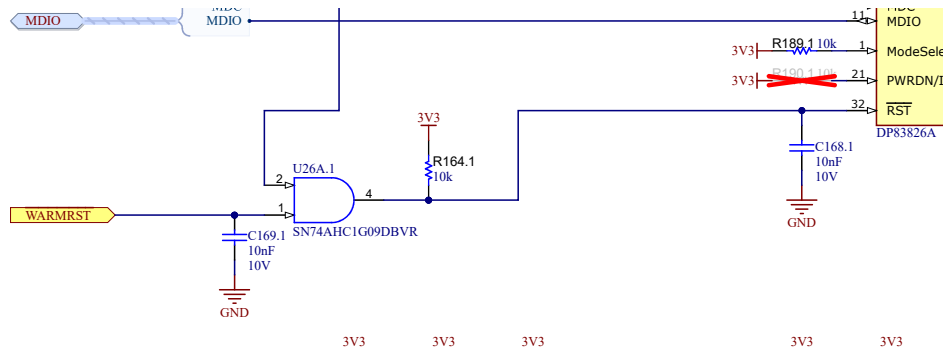 MDC
MDIO
MDIO
11
MDIO
3V3
R189.1 10k
1
ModeSele
3V3
R190.1 10k
21
PWRDN/I
32
RST
DP83826A
3V3
R164.1
10k
C168.1
10nF
10V
GND
U26A.1
2
4
1
SN74AHC1G09DBVR
WARMRST
C169.1
10nF
10V
GND
3V3 3V3 3V3 3V3 3V3